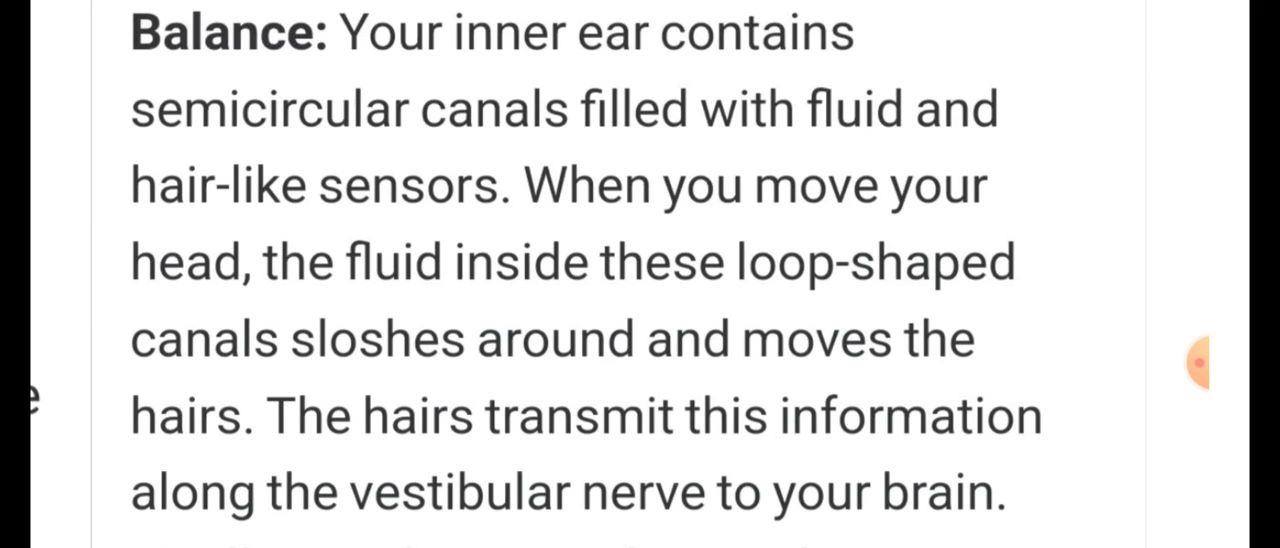 Balance: Your inner ear contains
semicircular canals filled with fluid and
hair-like sensors. When you move your
head, the fluid inside these loop-shaped
canals sloshes around and moves the
hairs. The hairs transmit this information
along the vestibular nerve to your brain.